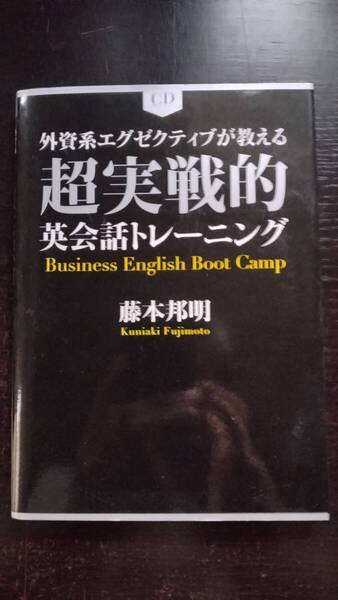 CD
外資系エグゼクティブが教える
超実戦的
英会話トレーニング
Business English Boot Camp
藤本邦明
Kuniaki Fujimoto